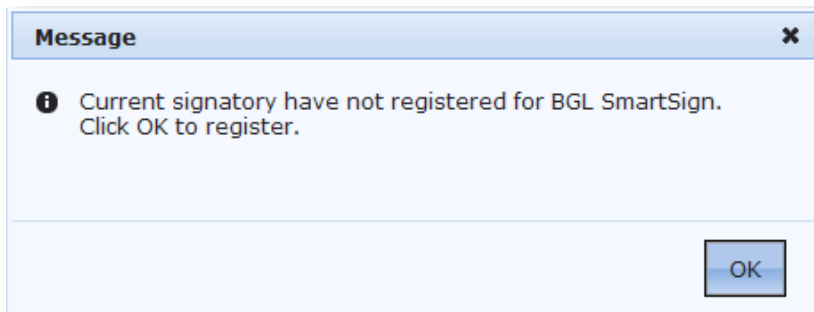 Message
Current signatory have not registered for BGL SmartSign.
Click OK to register.
OK